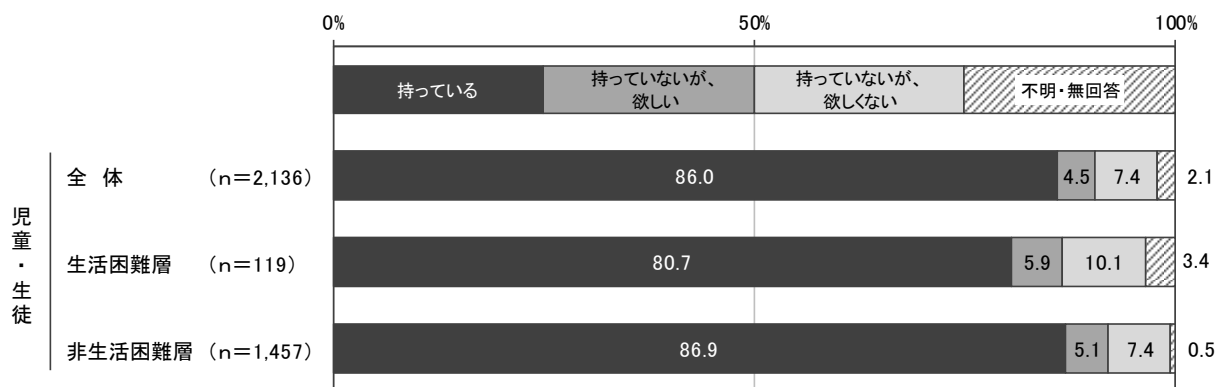 0%
50%
100%
持っている
持っていないが、
欲しい
持っていないが、
欲しくない
不明・無回答
児童・生徒
全 体 (n=2,136)
86.0
4.5
7.4
2.1
生活困難層 (n=119)
80.7
5.9
10.1
3.4
非生活困難層 (n=1,457)
86.9
5.1
7.4
0.5